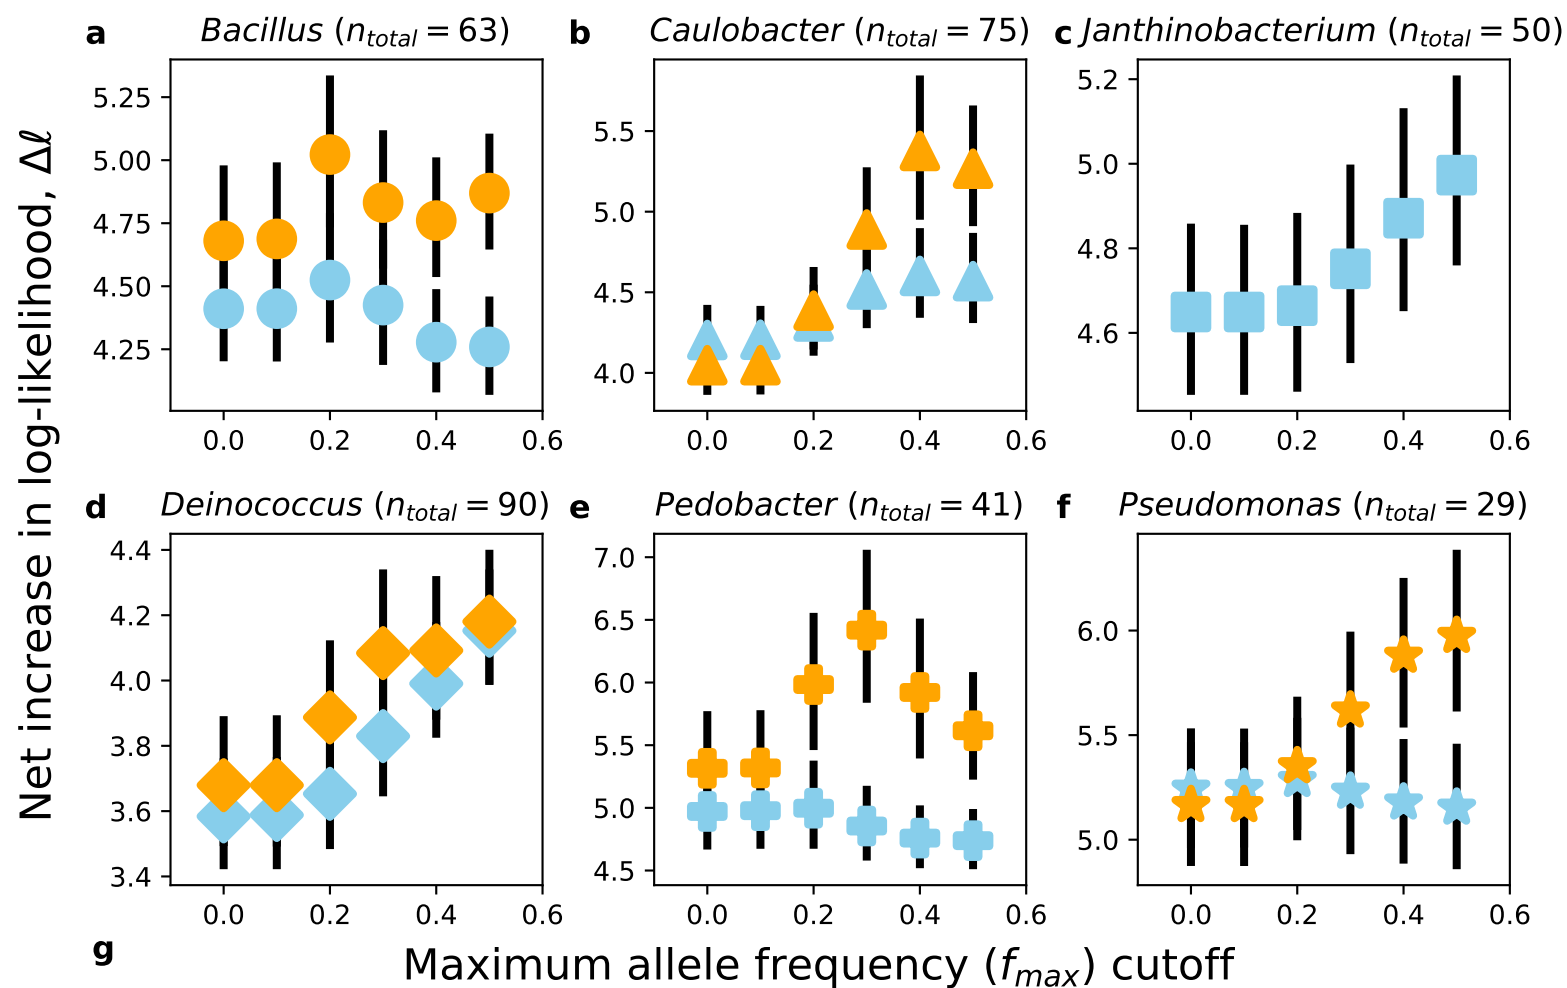 a Bacillus (n_total = 63) b Caulobacter (n_total = 75) c Janthinobacterium (n_total = 50)
5.25
5.00
4.75
4.50
4.25
0.0 0.2 0.4 0.6
5.5
5.0
4.5
4.0
0.0 0.2 0.4 0.6
5.2
5.0
4.8
4.6
0.0 0.2 0.4 0.6
Net increase in log-likelihood, Δℓ
d Deinococcus (n_total = 90) e Pedobacter (n_total = 41) f Pseudomonas (n_total = 29)
4.4
4.2
4.0
3.8
3.6
3.4
0.0 0.2 0.4 0.6
7.0
6.5
6.0
5.5
5.0
4.5
0.0 0.2 0.4 0.6
6.0
5.5
5.0
0.0 0.2 0.4 0.6
g
Maximum allele frequency (f_max) cutoff